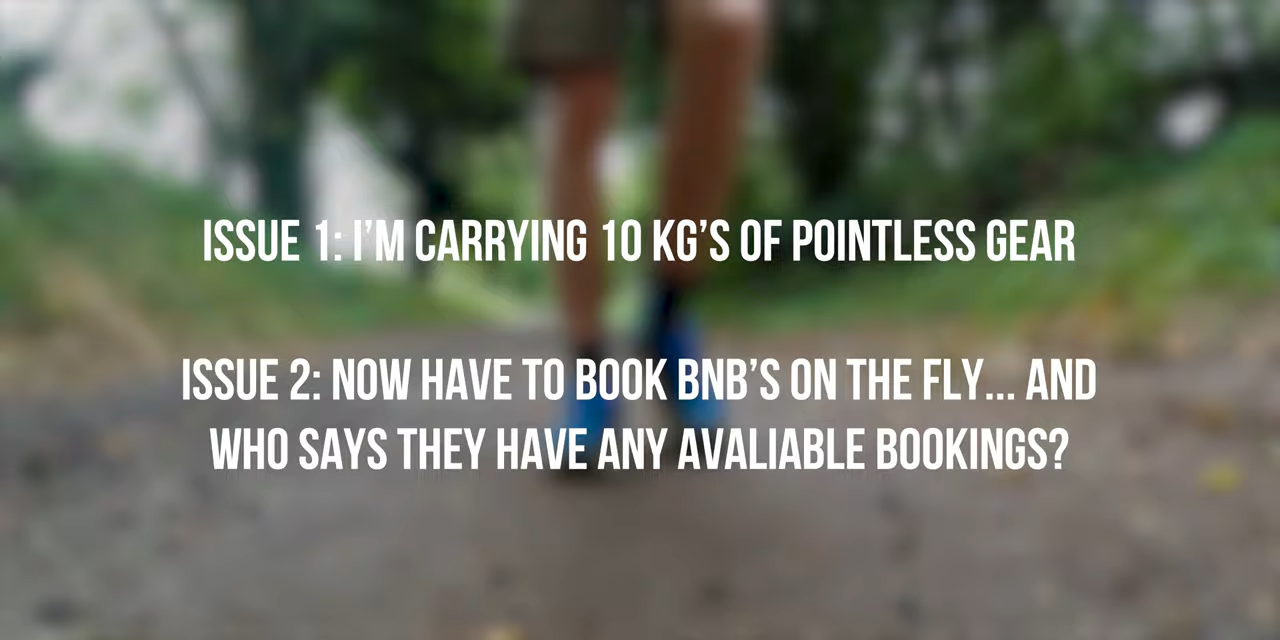 ISSUE 1: I'M CARRYING 10 KG'S OF POINTLESS GEAR
ISSUE 2: NOW HAVE TO BOOK BNB'S ON THE FLY... AND
WHO SAYS THEY HAVE ANY AVALIABLE BOOKINGS?